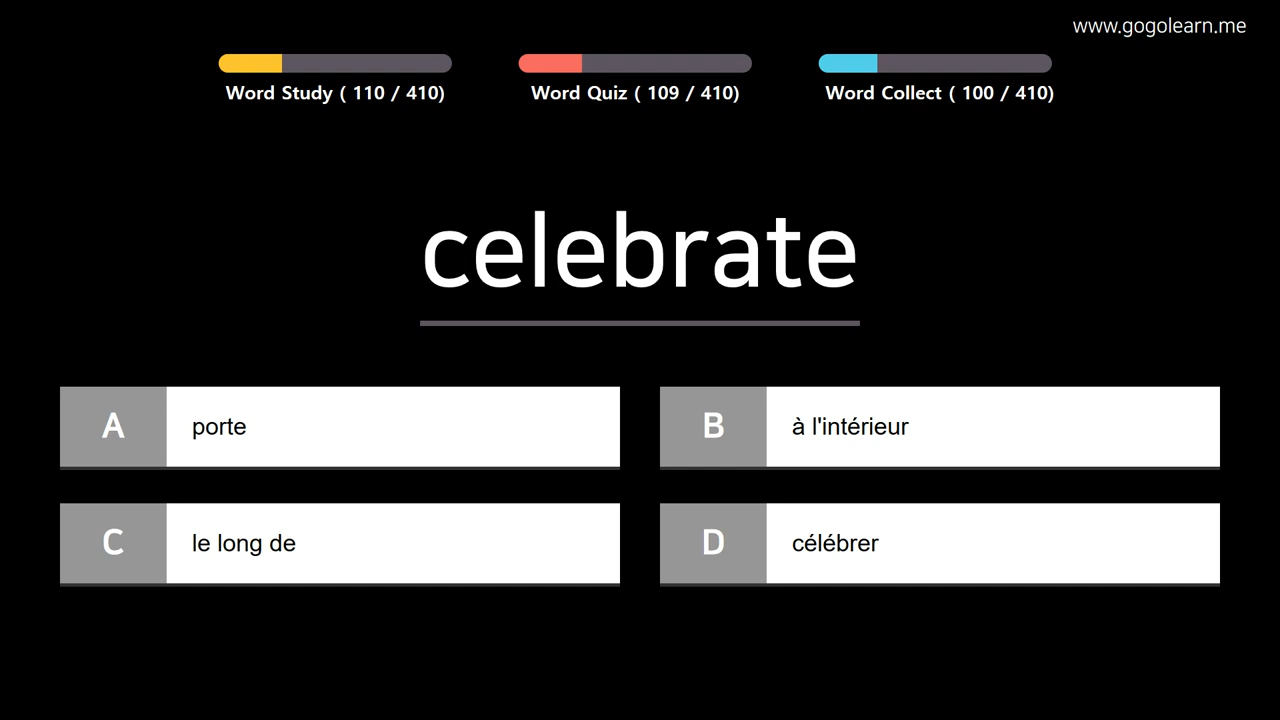 www.gogolearn.me
Word Study ( 110 / 410)
Word Quiz ( 109 / 410)
Word Collect ( 100 / 410)
celebrate
A porte
B à l'intérieur
C le long de
D célébrer